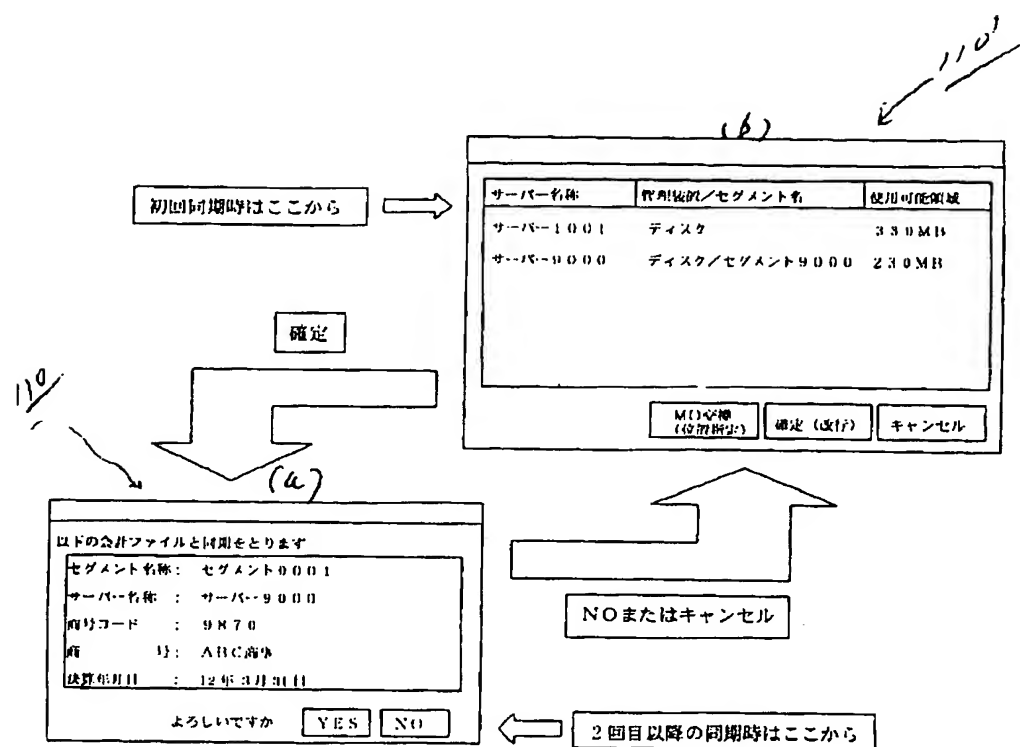 110'
(b)
初回同期時はここから
サーバー名称 管理装置/セグメント名 使用可能領域
サーバー1001 ディスク 330MB
サーバー9000 ディスク/セグメント9000 230MB
確定
MO交換
(位置指定)
確定 (改行)
キャンセル
110
(a)
以下の会計ファイルと同期をとります
セグメント名称: セグメント0001
サーバー名称 : サーバー9000
商号コード : 9870
商 号: ABC商事
決算年月日 : 12年3月31日
よろしいですか YES NO
NOまたはキャンセル
2回目以降の同期時はここから